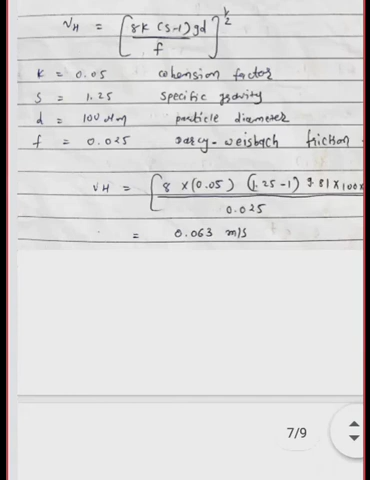 VH = [8k (s-1) gd / f]^1/2
K = 0.05 cohension factor
S = 1.25 specific gravity
d = 100 um particle diameter
f = 0.025 Darcy-weisbach friction
VH = [8 x (0.05) (1.25-1) 9.81 x 100x
0.025
= 0.063 m/s
7/9